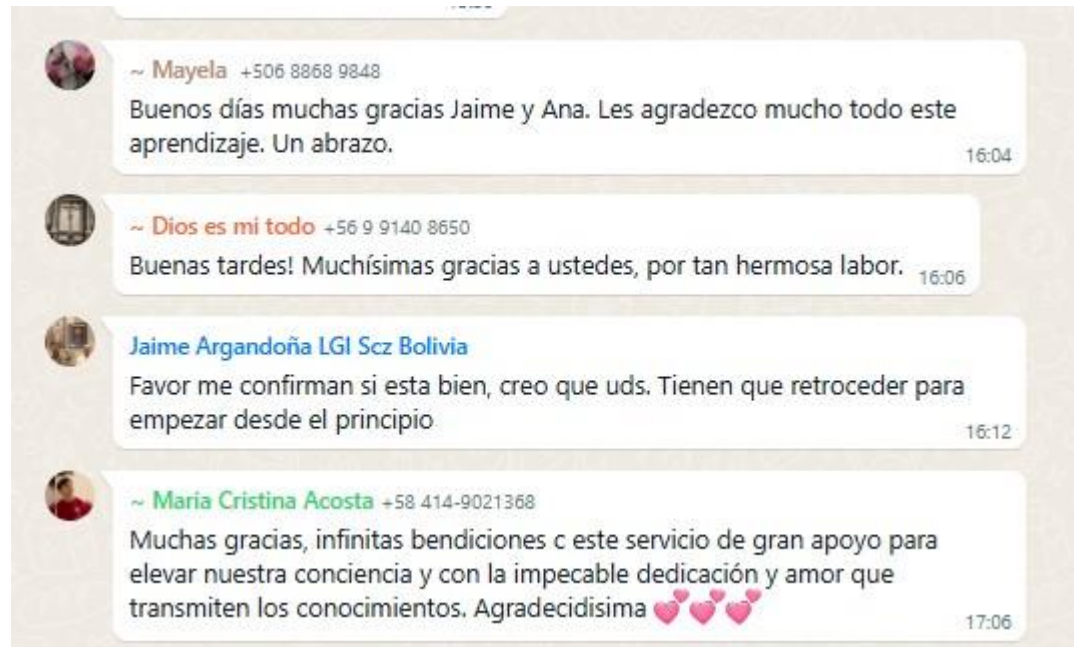 ~ Mayela +506 8868 9848
Buenos días muchas gracias Jaime y Ana. Les agradezco mucho todo este
aprendizaje. Un abrazo.
16:04
~ Dios es mi todo +56 9 9140 8650
Buenas tardes! Muchísimas gracias a ustedes, por tan hermosa labor. 16:06
Jaime Argandoña LGI Scz Bolivia
Favor me confirman si esta bien, creo que uds. Tienen que retroceder para
empezar desde el principio
16:12
~ Maria Cristina Acosta +58 414-9021368
Muchas gracias, infinitas bendiciones c este servicio de gran apoyo para
elevar nuestra conciencia y con la impecable dedicación y amor que
transmiten los conocimientos. Agradecidisima 💕💕💕
17:06